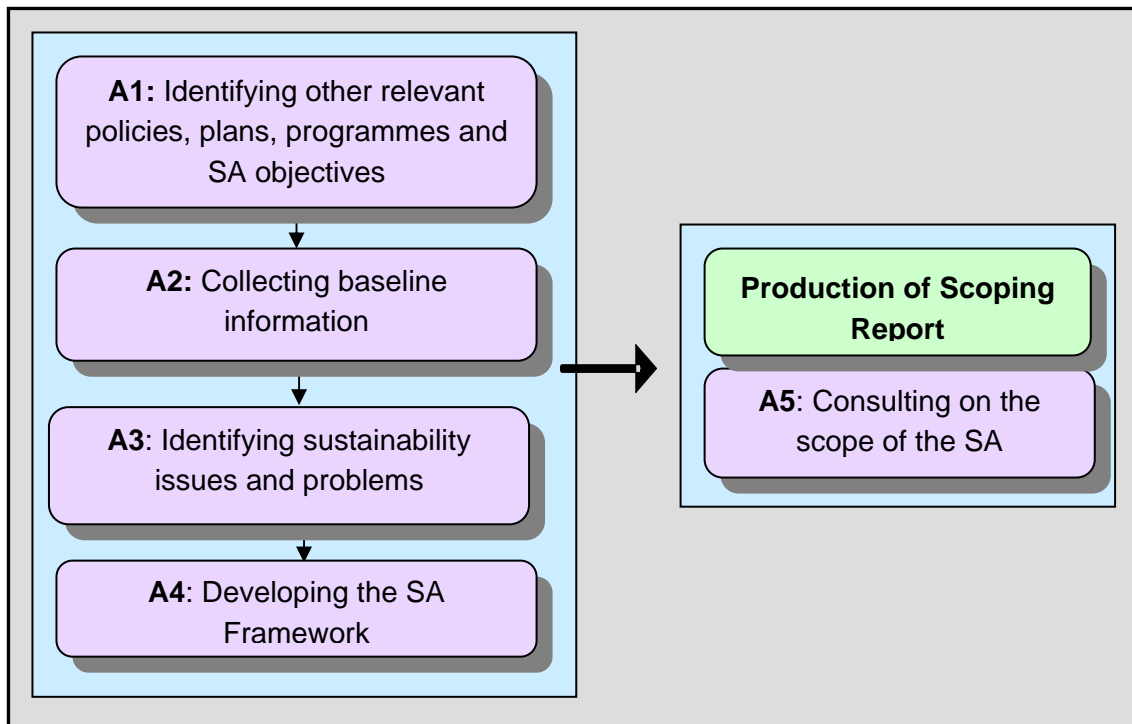 A1: Identifying other relevant
policies, plans, programmes and
SA objectives
A2: Collecting baseline
information
A3: Identifying sustainability
issues and problems
A4: Developing the SA
Framework
Production of Scoping
Report
A5: Consulting on the
scope of the SA